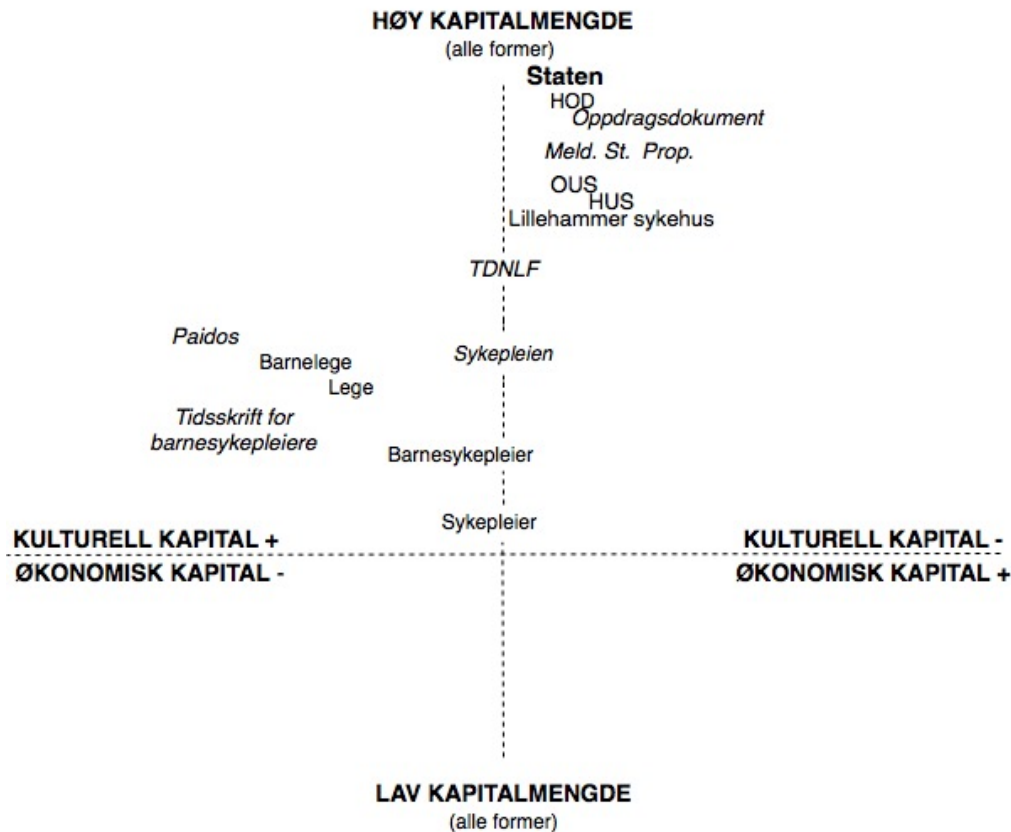 HØY KAPITALMENGDE
(alle former)
Staten
HOD
Oppdragsdokument
Meld. St. Prop.
OUS
HUS
Lillehammer sykehus
TDNLF
Paidos
Sykepleien
Barnelege
Lege
Tidsskrift for
barnesykepleiere
Barnesykepleier
Sykepleier
KULTURELL KAPITAL +
KULTURELL KAPITAL -
ØKONOMISK KAPITAL -
ØKONOMISK KAPITAL +
LAV KAPITALMENGDE
(alle former)